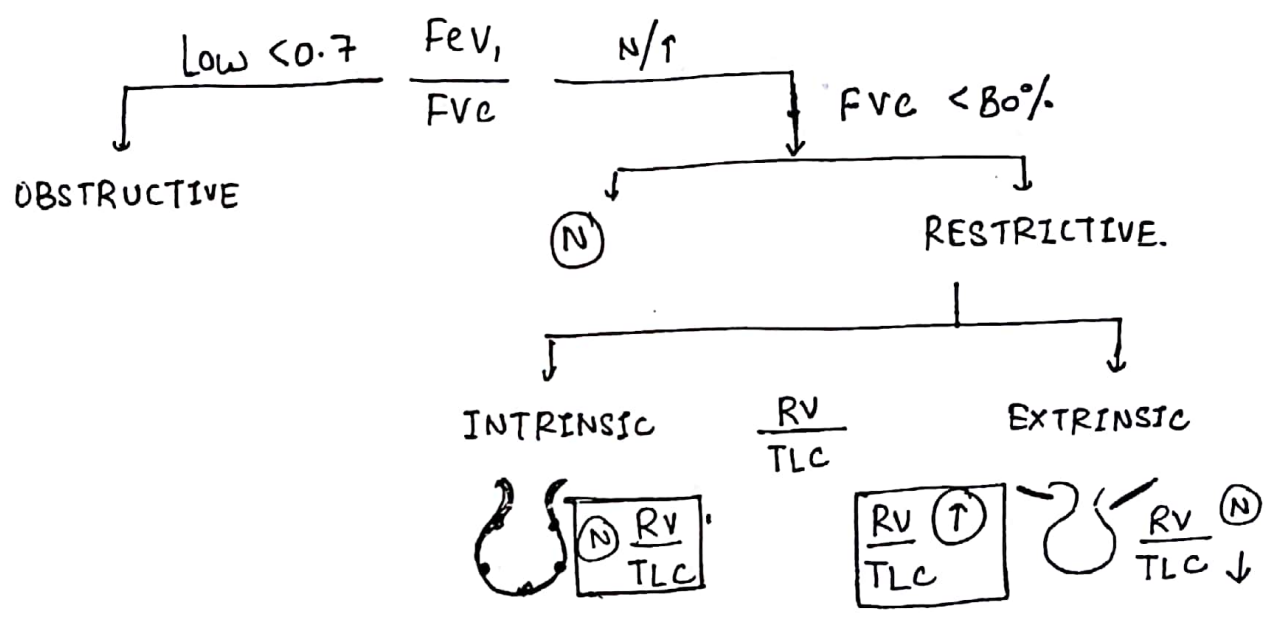 Low <0.7 FeV₁ N/↑
FVC
FVC <80%
OBSTRUCTIVE
N
RESTRICTIVE.
INTRINSIC RV EXTRINSIC
TLC
N RV RV ↑ RV N
TLC TLC TLC ↓